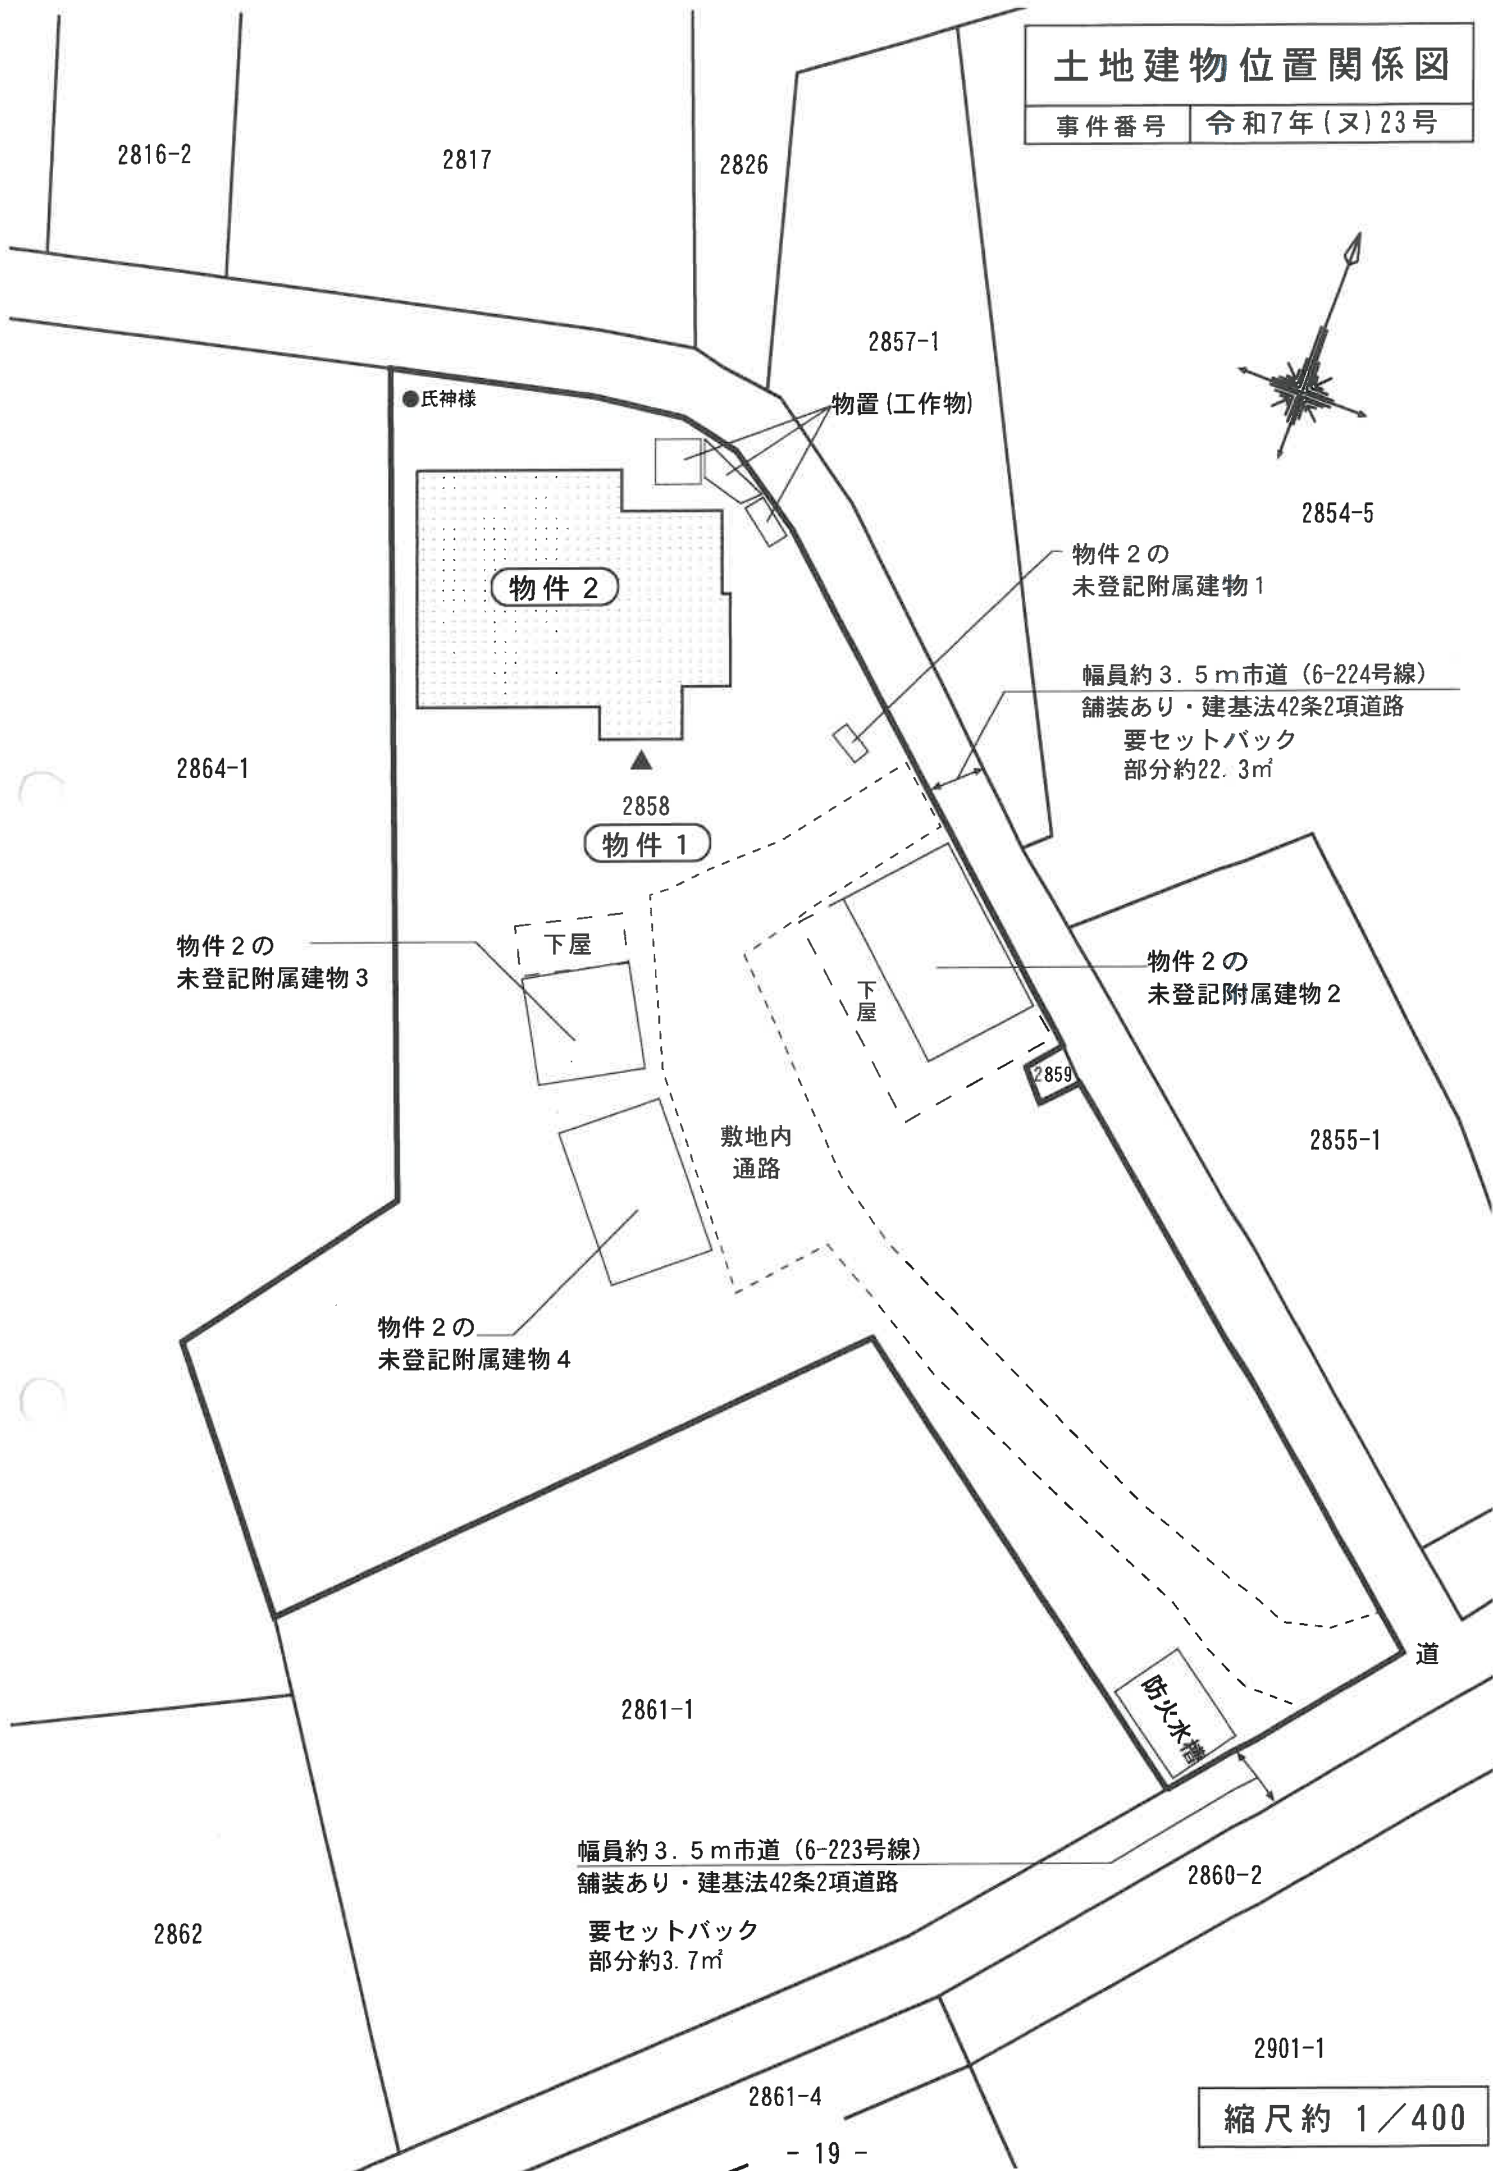 土地建物位置関係図
事件番号 令和7年(ヌ)23号
2816-2
2817
2826
2857-1
●氏神様
物置(工作物)
2854-5
物件2
物件2の
未登記附属建物1
幅員約3.5m市道（6-224号線）
舗装あり・建基法42条2項道路
要セットバック
部分約22.3㎡
2864-1
2858
物件1
物件2の
未登記附属建物3
下屋
下屋
物件2の
未登記附属建物2
2859
敷地内
通路
2855-1
物件2の
未登記附属建物4
道
2861-1
防火水槽
幅員約3.5m市道（6-223号線）
舗装あり・建基法42条2項道路
要セットバック
部分約3.7㎡
2860-2
2862
2901-1
2861-4
縮尺約 1／400
- 19 -